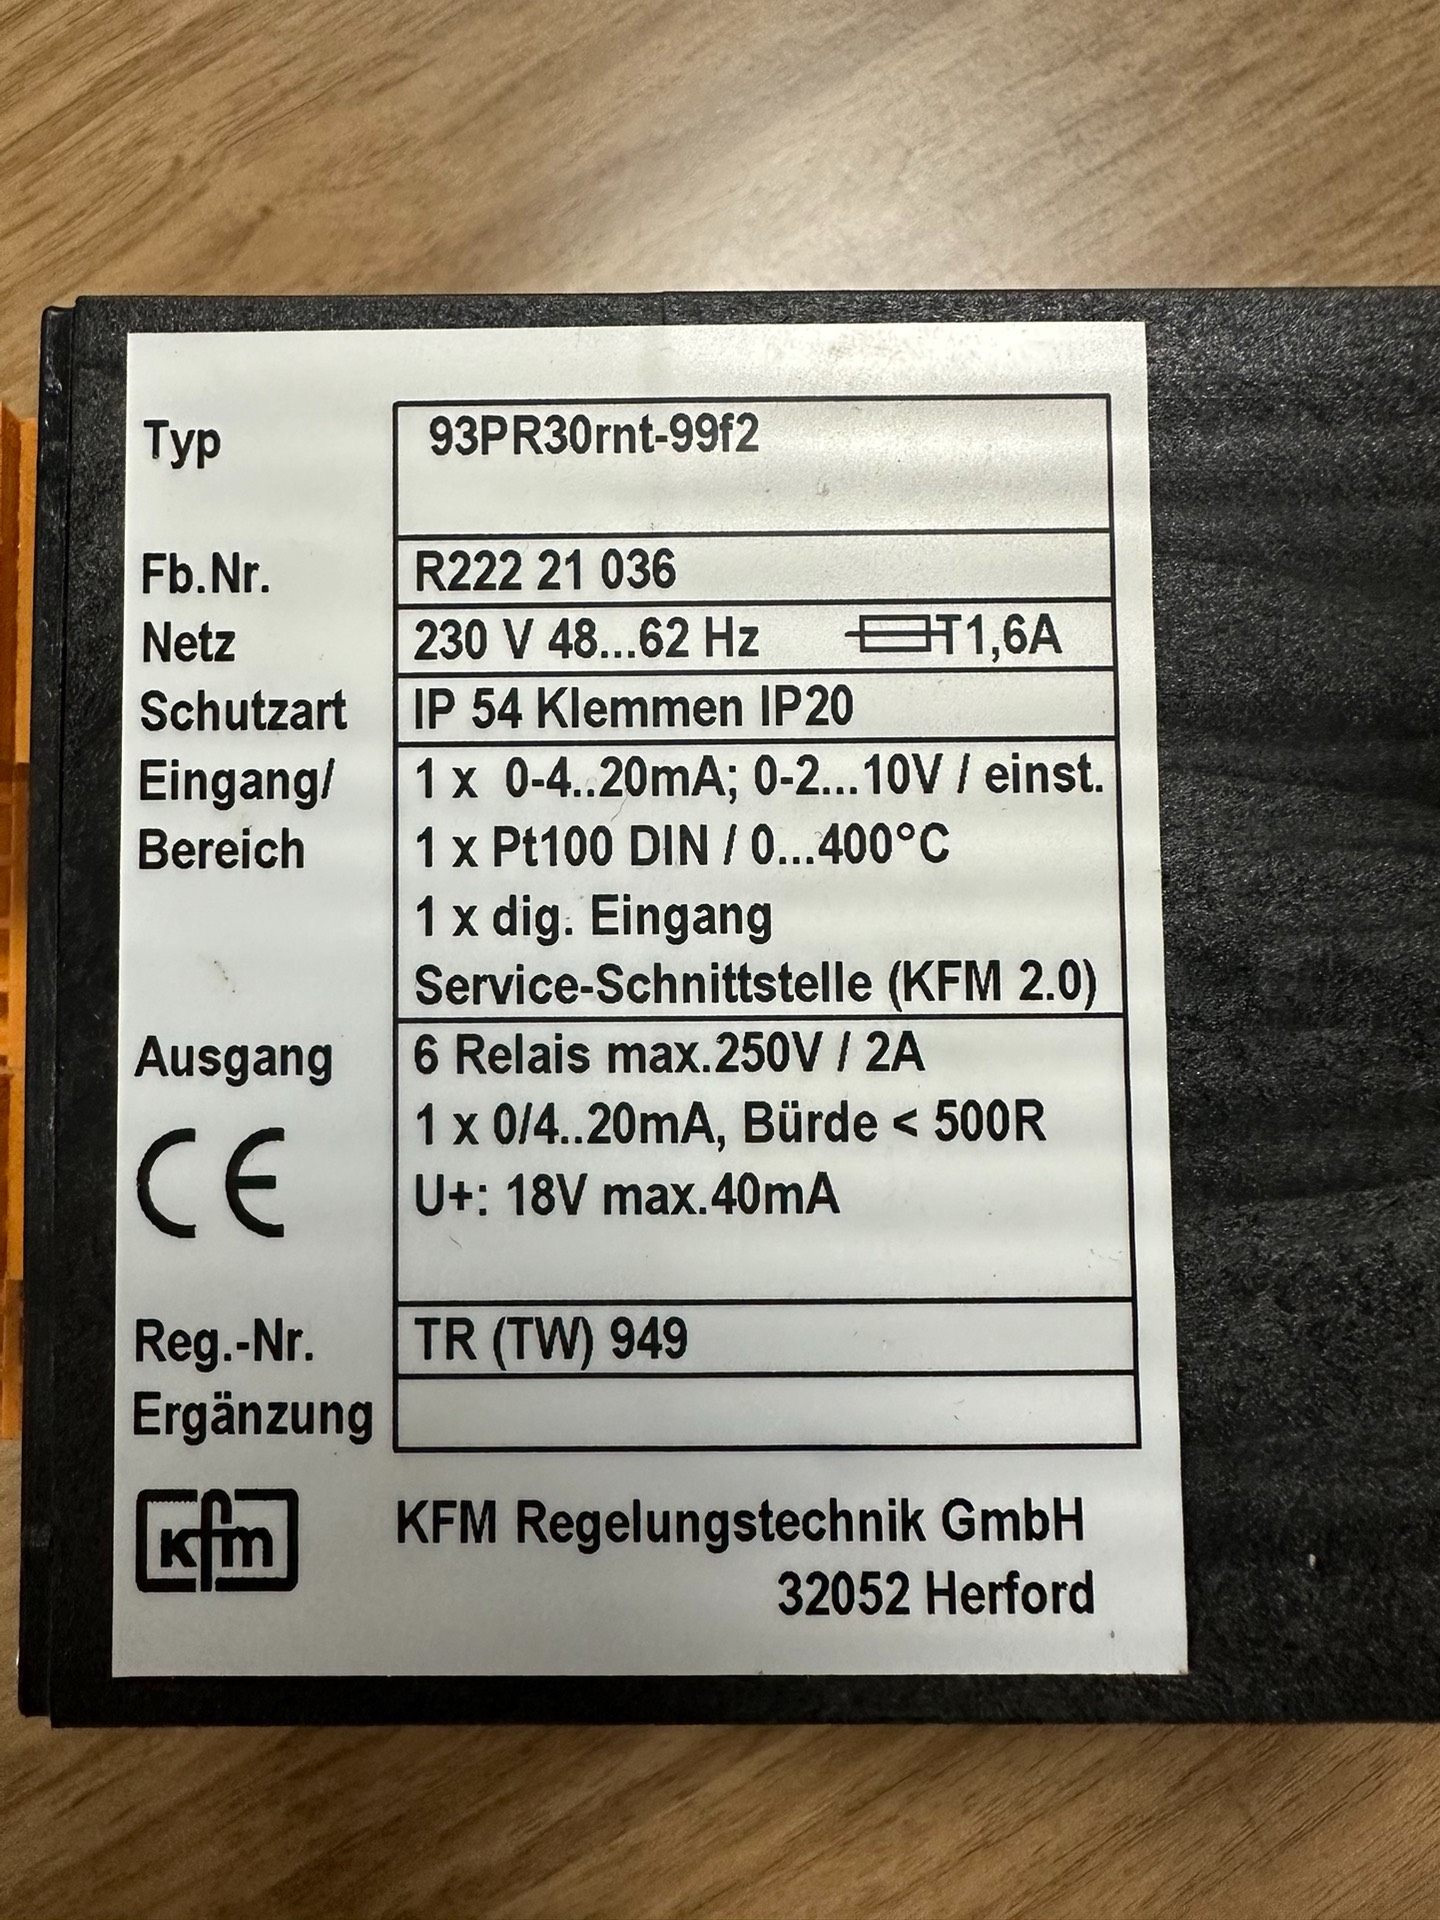 Typ 93PR30rnt-99f2
Fb.Nr. R222 21 036
Netz 230 V 48...62 Hz T1,6A
Schutzart IP 54 Klemmen IP20
Eingang/ 1 x 0-4..20mA; 0-2...10V / einst.
Bereich 1 x Pt100 DIN / 0...400°C
1 x dig. Eingang
Service-Schnittstelle (KFM 2.0)
Ausgang 6 Relais max.250V / 2A
1 x 0/4..20mA, Bürde < 500R
CE U+: 18V max.40mA
Reg.-Nr. TR (TW) 949
Ergänzung
kfm KFM Regelungstechnik GmbH
32052 Herford